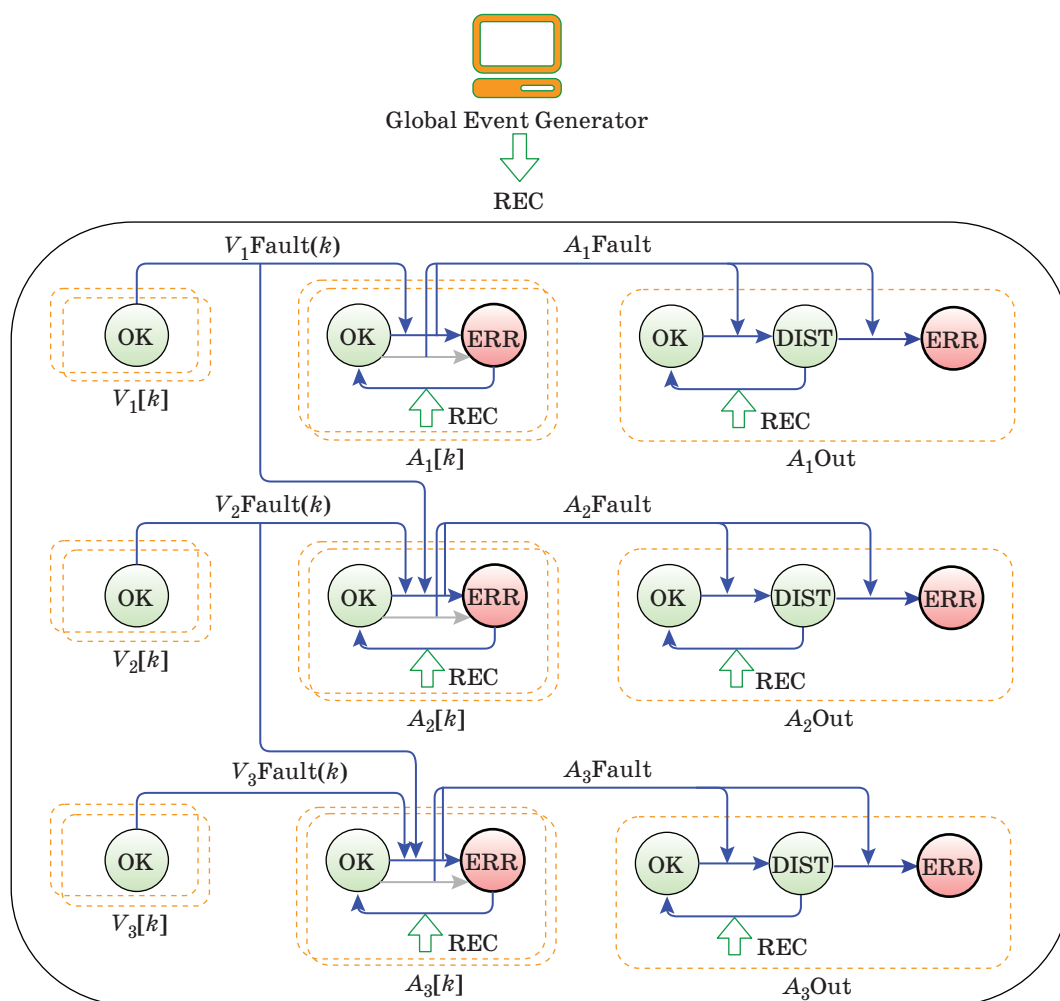 Global Event Generator
REC
V₁Fault(k) A₁Fault
OK OK ERR OK DIST ERR
REC REC
V₁[k] A₁[k] A₁Out
V₂Fault(k) A₂Fault
OK OK ERR OK DIST ERR
REC REC
V₂[k] A₂[k] A₂Out
V₃Fault(k) A₃Fault
OK OK ERR OK DIST ERR
REC REC
V₃[k] A₃[k] A₃Out